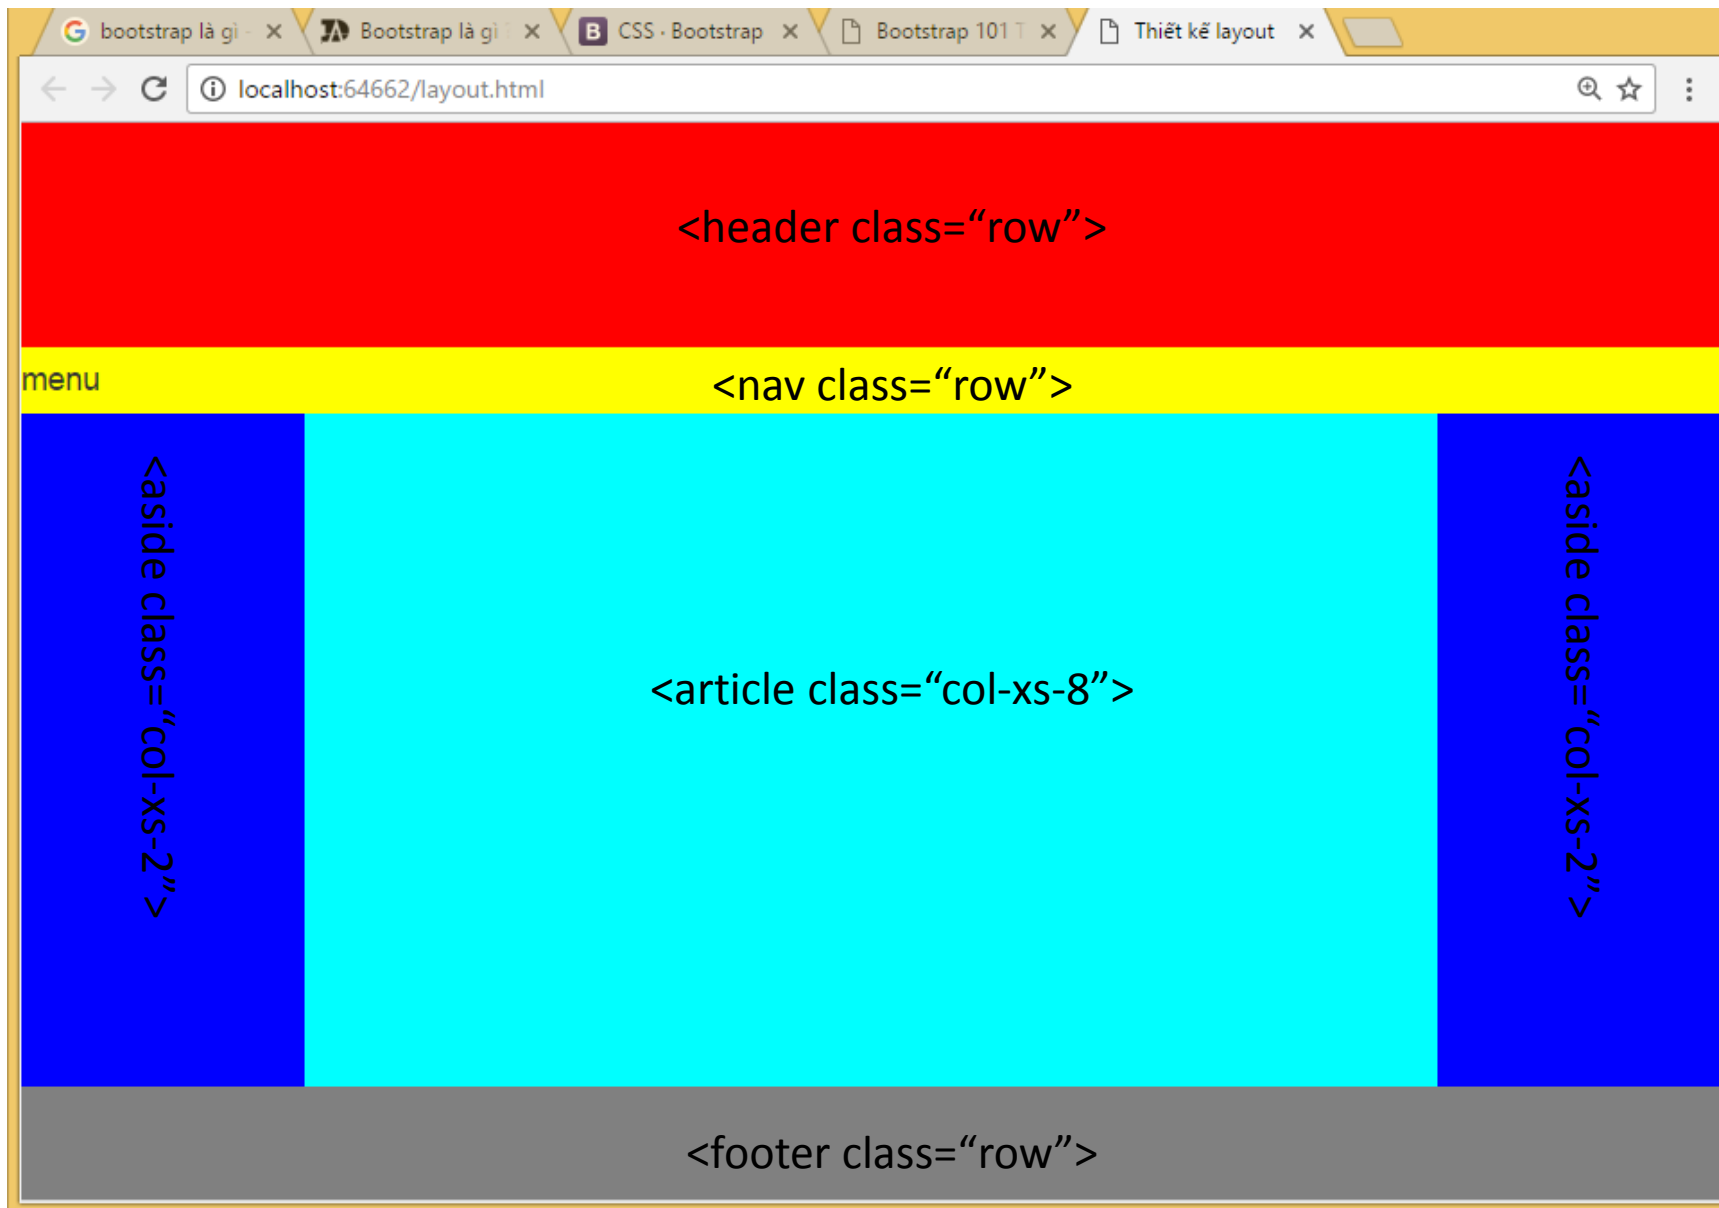 bootstrap là gì -
Bootstrap là gì
CSS · Bootstrap
Bootstrap 101 T
Thiết kế layout
localhost:64662/layout.html
<header class=“row”>
menu
<nav class=“row”>
<aside class=“col-xs-2”>
<article class=“col-xs-8”>
<aside class=“col-xs-2”>
<footer class=“row”>